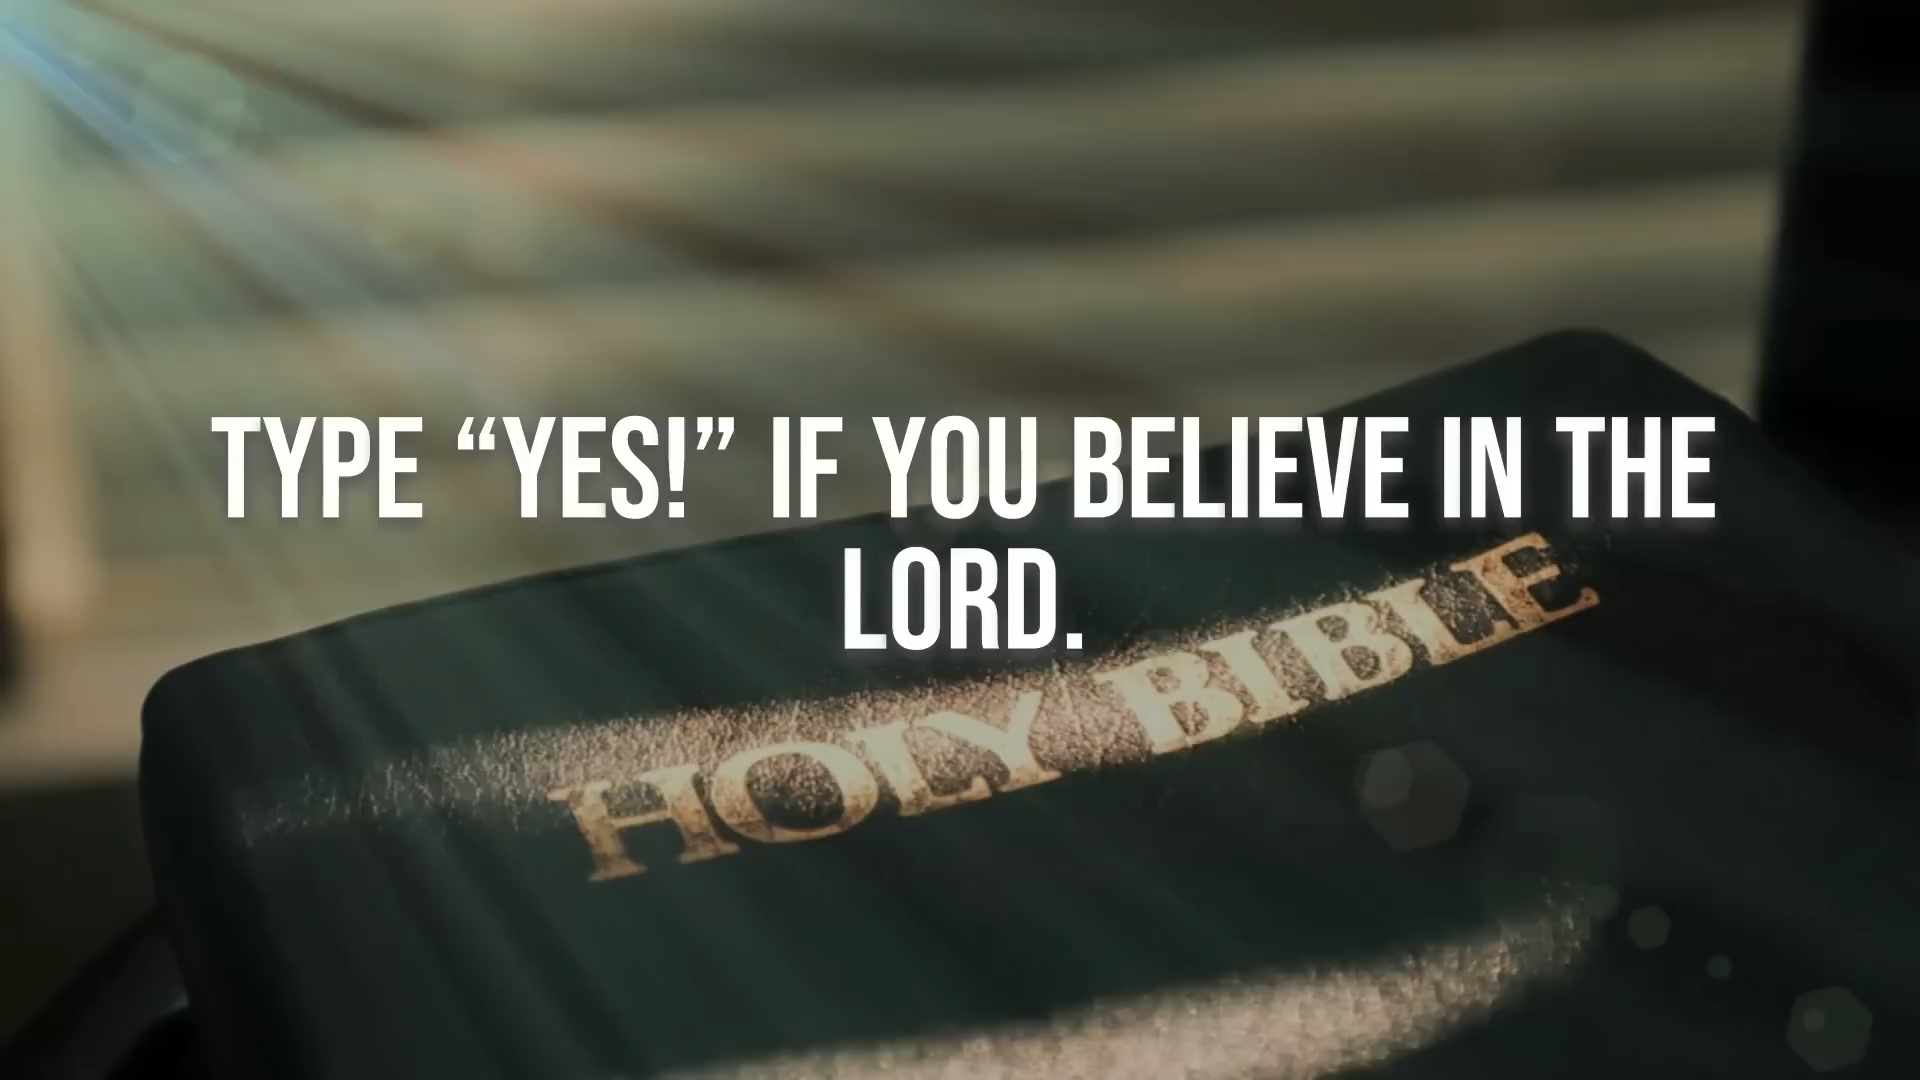 TYPE “YES!” IF YOU BELIEVE IN THE
LORD.
HOLY BIBLE